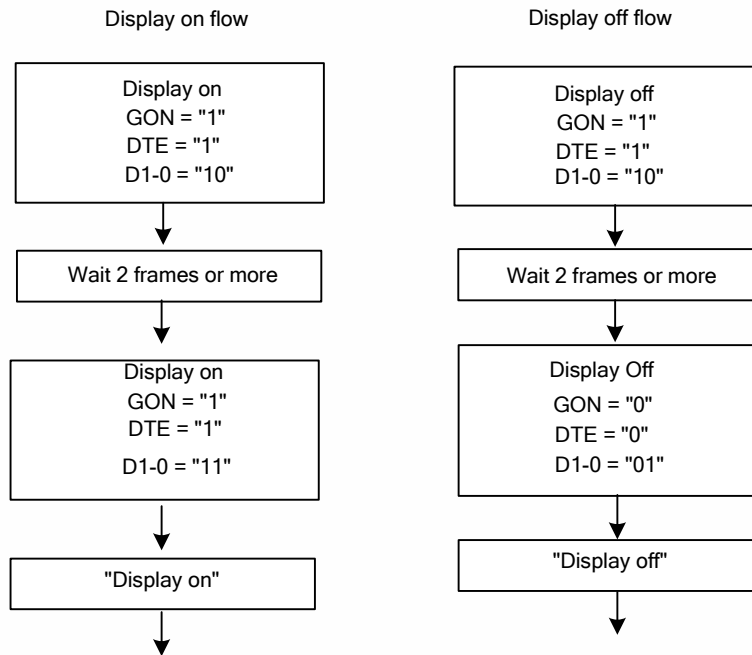 Display on flow
Display on
GON = "1"
DTE = "1"
D1-0 = "10"
Wait 2 frames or more
Display on
GON = "1"
DTE = "1"
D1-0 = "11"
"Display on"
Display off flow
Display off
GON = "1"
DTE = "1"
D1-0 = "10"
Wait 2 frames or more
Display Off
GON = "0"
DTE = "0"
D1-0 = "01"
"Display off"